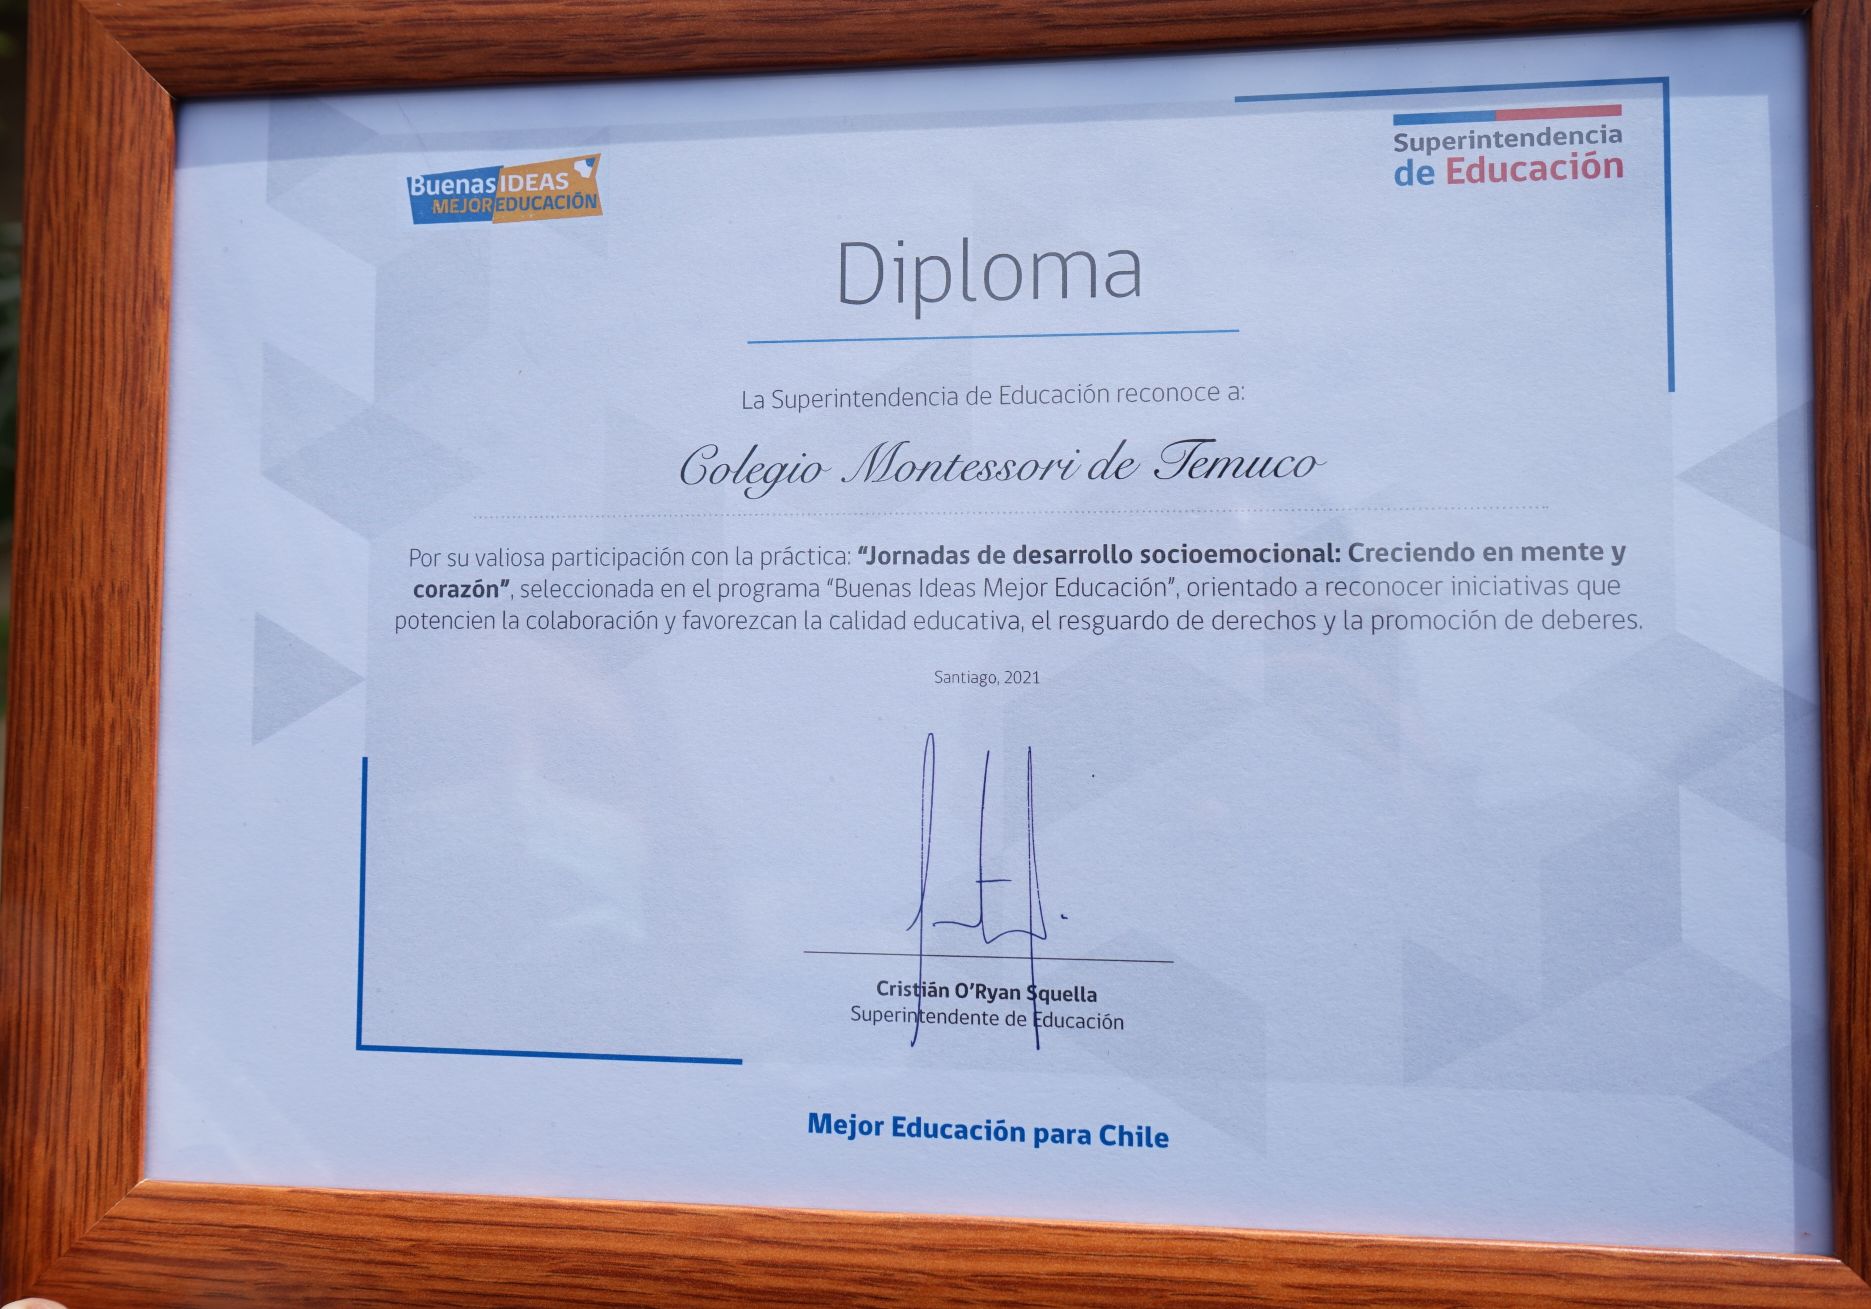 Buenas IDEAS
MEJOR EDUCACIÓN
Superintendencia
de Educación
Diploma
La Superintendencia de Educación reconoce a:
Colegio Montessori de Temuco
Por su valiosa participación con la práctica: “Jornadas de desarrollo socioemocional: Creciendo en mente y
corazón”, seleccionada en el programa “Buenas Ideas Mejor Educación”, orientado a reconocer iniciativas que
potencien la colaboración y favorezcan la calidad educativa, el resguardo de derechos y la promoción de deberes.
Santiago, 2021
Cristián O’Ryan Squella
Superintendente de Educación
Mejor Educación para Chile